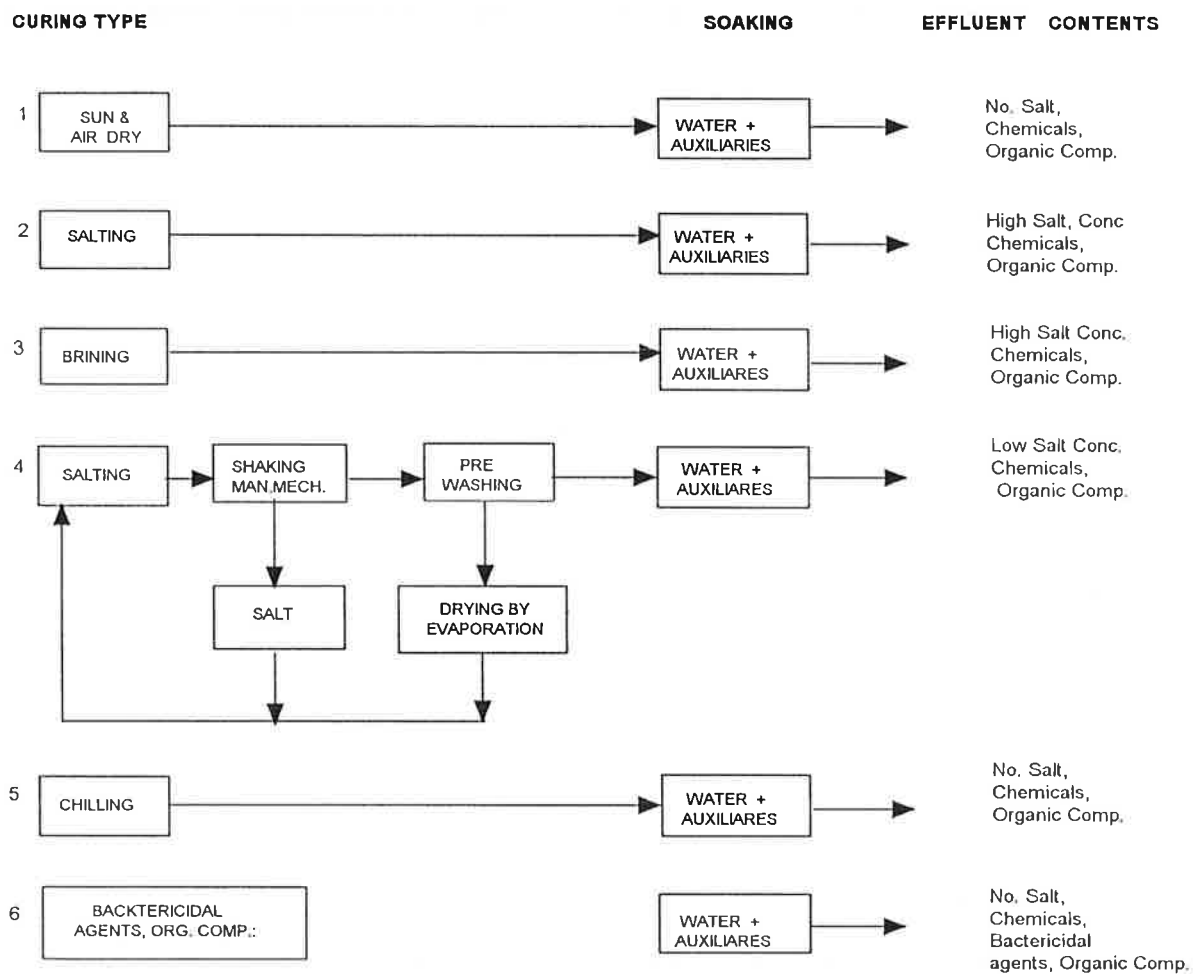 CURING TYPE SOAKING EFFLUENT CONTENTS
1
SUN &
AIR DRY
WATER +
AUXILIARIES
No. Salt,
Chemicals,
Organic Comp.
2
SALTING
WATER +
AUXILIARIES
High Salt, Conc
Chemicals,
Organic Comp.
3
BRINING
WATER +
AUXILIARES
High Salt Conc.
Chemicals,
Organic Comp.
4
SALTING
SHAKING
MAN.MECH.
PRE
WASHING
WATER +
AUXILIARES
Low Salt Conc.
Chemicals,
Organic Comp.
SALT
DRYING BY
EVAPORATION
5
CHILLING
WATER +
AUXILIARES
No. Salt,
Chemicals,
Organic Comp.
6
BACKTERICIDAL
AGENTS, ORG. COMP.:
WATER +
AUXILIARES
No. Salt,
Chemicals,
Bactericidal
agents, Organic Comp.